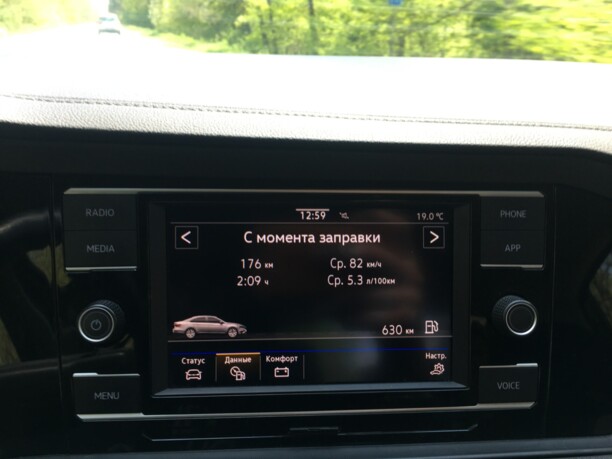 RADIO
MEDIA
MENU
12:59
19.0 °C
< С момента заправки >
176 км Ср. 82 км/ч
2:09 ч Ср. 5.3 л/100км
630 км
Статус Данные Комфорт Настр.
PHONE
APP
VOICE